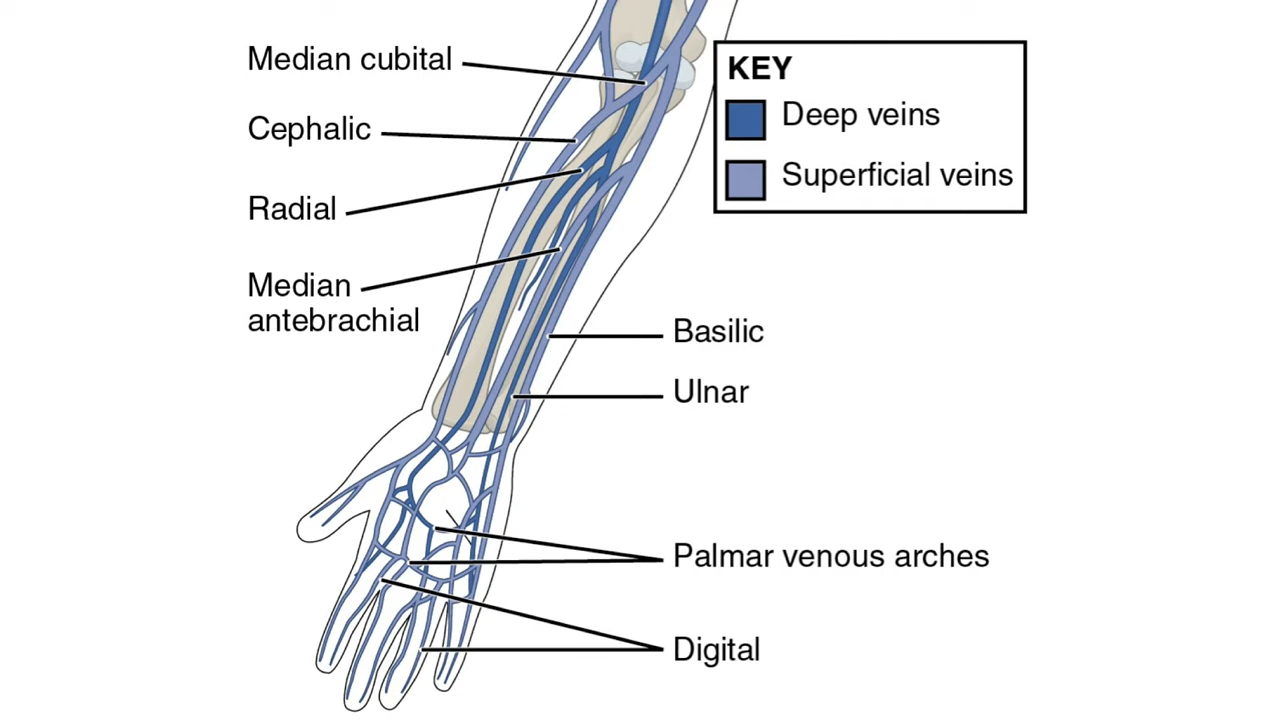 Median cubital
Cephalic
Radial
Median
antebrachial
KEY
Deep veins
Superficial veins
Basilic
Ulnar
Palmar venous arches
Digital